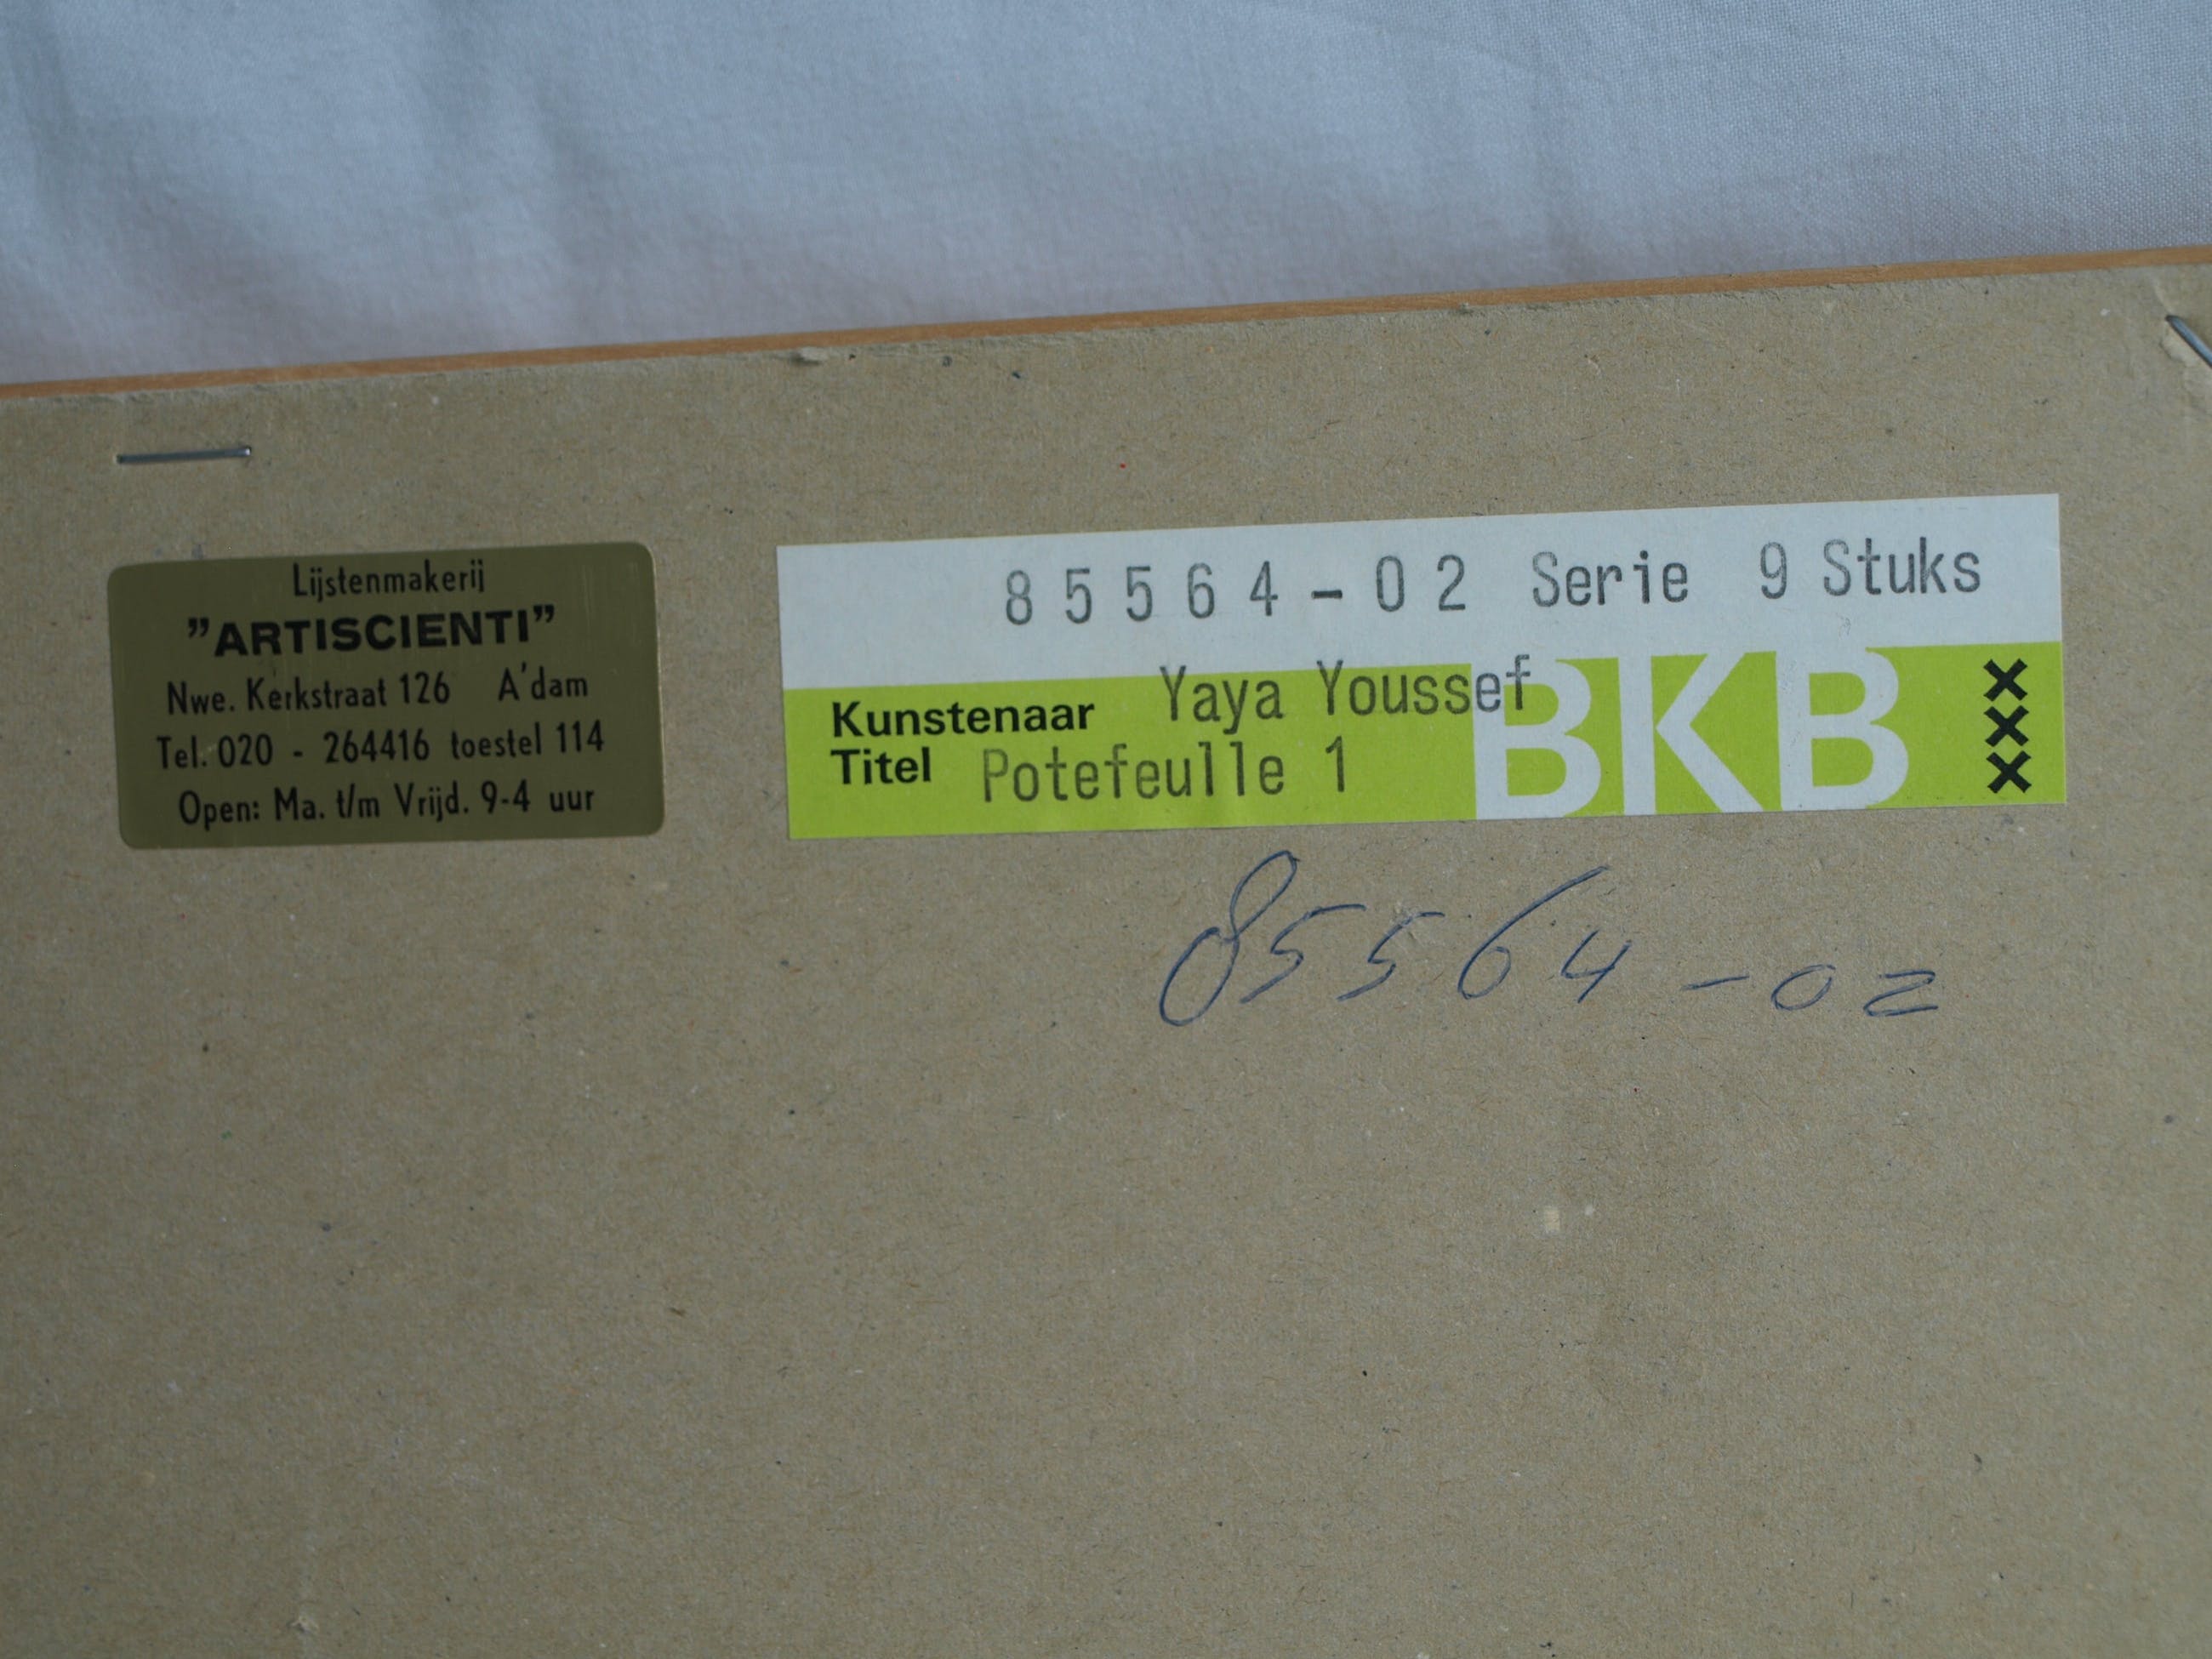 Lijstenmakerij
"ARTISCIENTI"
Nwe. Kerkstraat 126 A'dam
Tel. 020 - 264416 toestel 114
Open: Ma. t/m Vrijd. 9-4 uur
85564-02 Serie 9 Stuks
Kunstenaar Yaya Youssef
Titel Potefeulle 1
BKB
XXX
85564-02